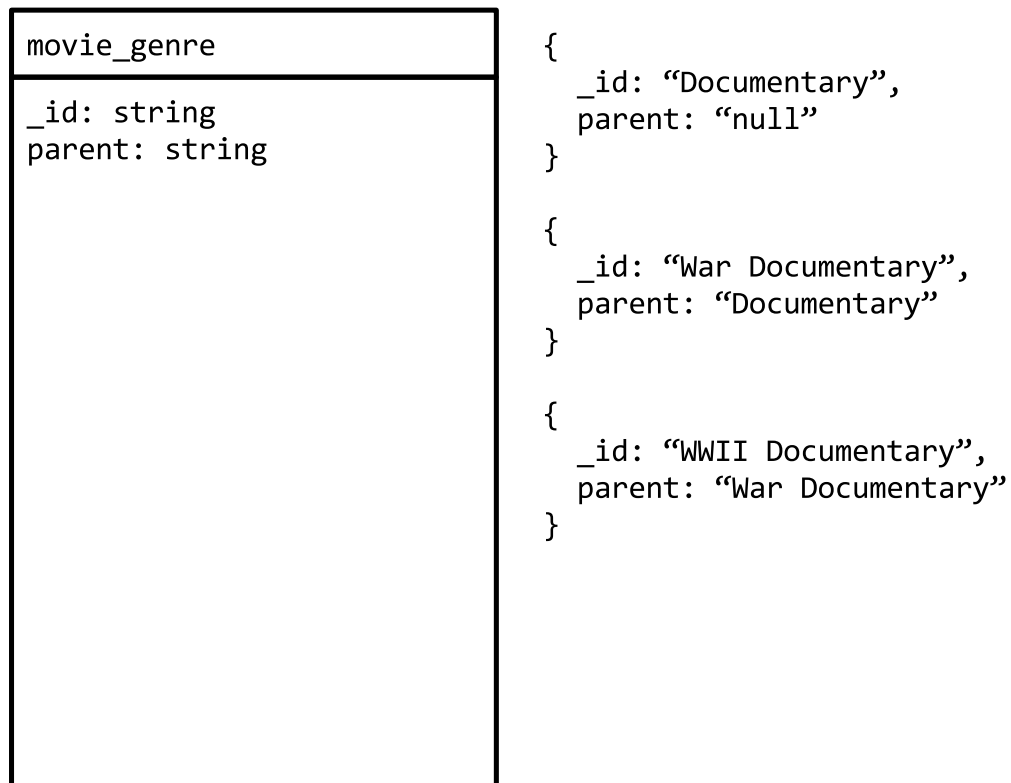 movie_genre
_id: string
parent: string
{
_id: “Documentary”,
parent: “null”
}
{
_id: “War Documentary”,
parent: “Documentary”
}
{
_id: “WWII Documentary”,
parent: “War Documentary”
}